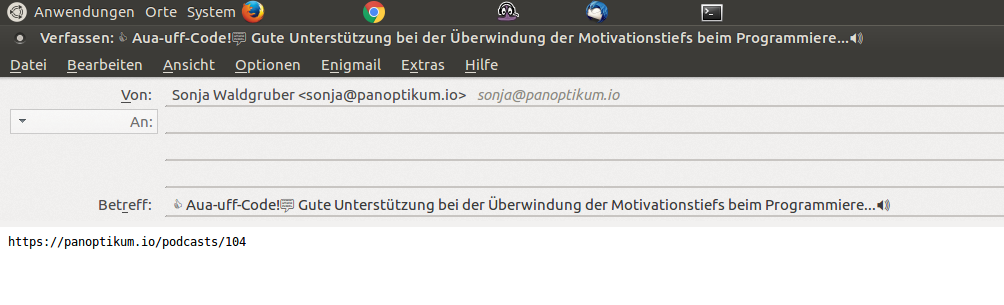 Anwendungen Orte System
Verfassen: 👍 Aua-uff-Code!💬 Gute Unterstützung bei der Überwindung der Motivationstiefs beim Programmiere...🔊
Datei Bearbeiten Ansicht Optionen Enigmail Extras Hilfe
Von: Sonja Waldgruber <sonja@panoptikum.io> sonja@panoptikum.io
An:
Betreff: 👍 Aua-uff-Code!💬 Gute Unterstützung bei der Überwindung der Motivationstiefs beim Programmiere...🔊
https://panoptikum.io/podcasts/104